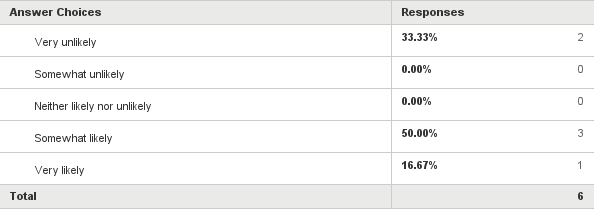 Answer Choices Responses
Very unlikely 33.33% 2
Somewhat unlikely 0.00% 0
Neither likely nor unlikely 0.00% 0
Somewhat likely 50.00% 3
Very likely 16.67% 1
Total 6